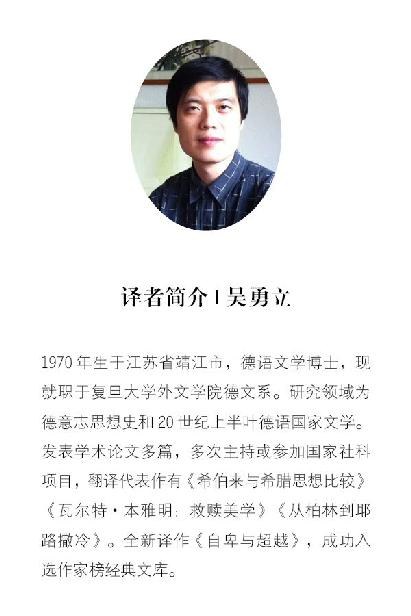 译者简介 | 吴勇立
1970年生于江苏省靖江市，德语文学博士，现
就职于复旦大学外文学院德文系。研究领域为
德意志思想史和20世纪上半叶德语国家文学。
发表学术论文多篇，多次主持或参加国家社科
项目，翻译代表作有《希伯来与希腊思想比较》
《瓦尔特·本雅明：救赎美学》《从柏林到耶
路撒冷》。全新译作《自卑与超越》，成功入
选作家榜经典文库。